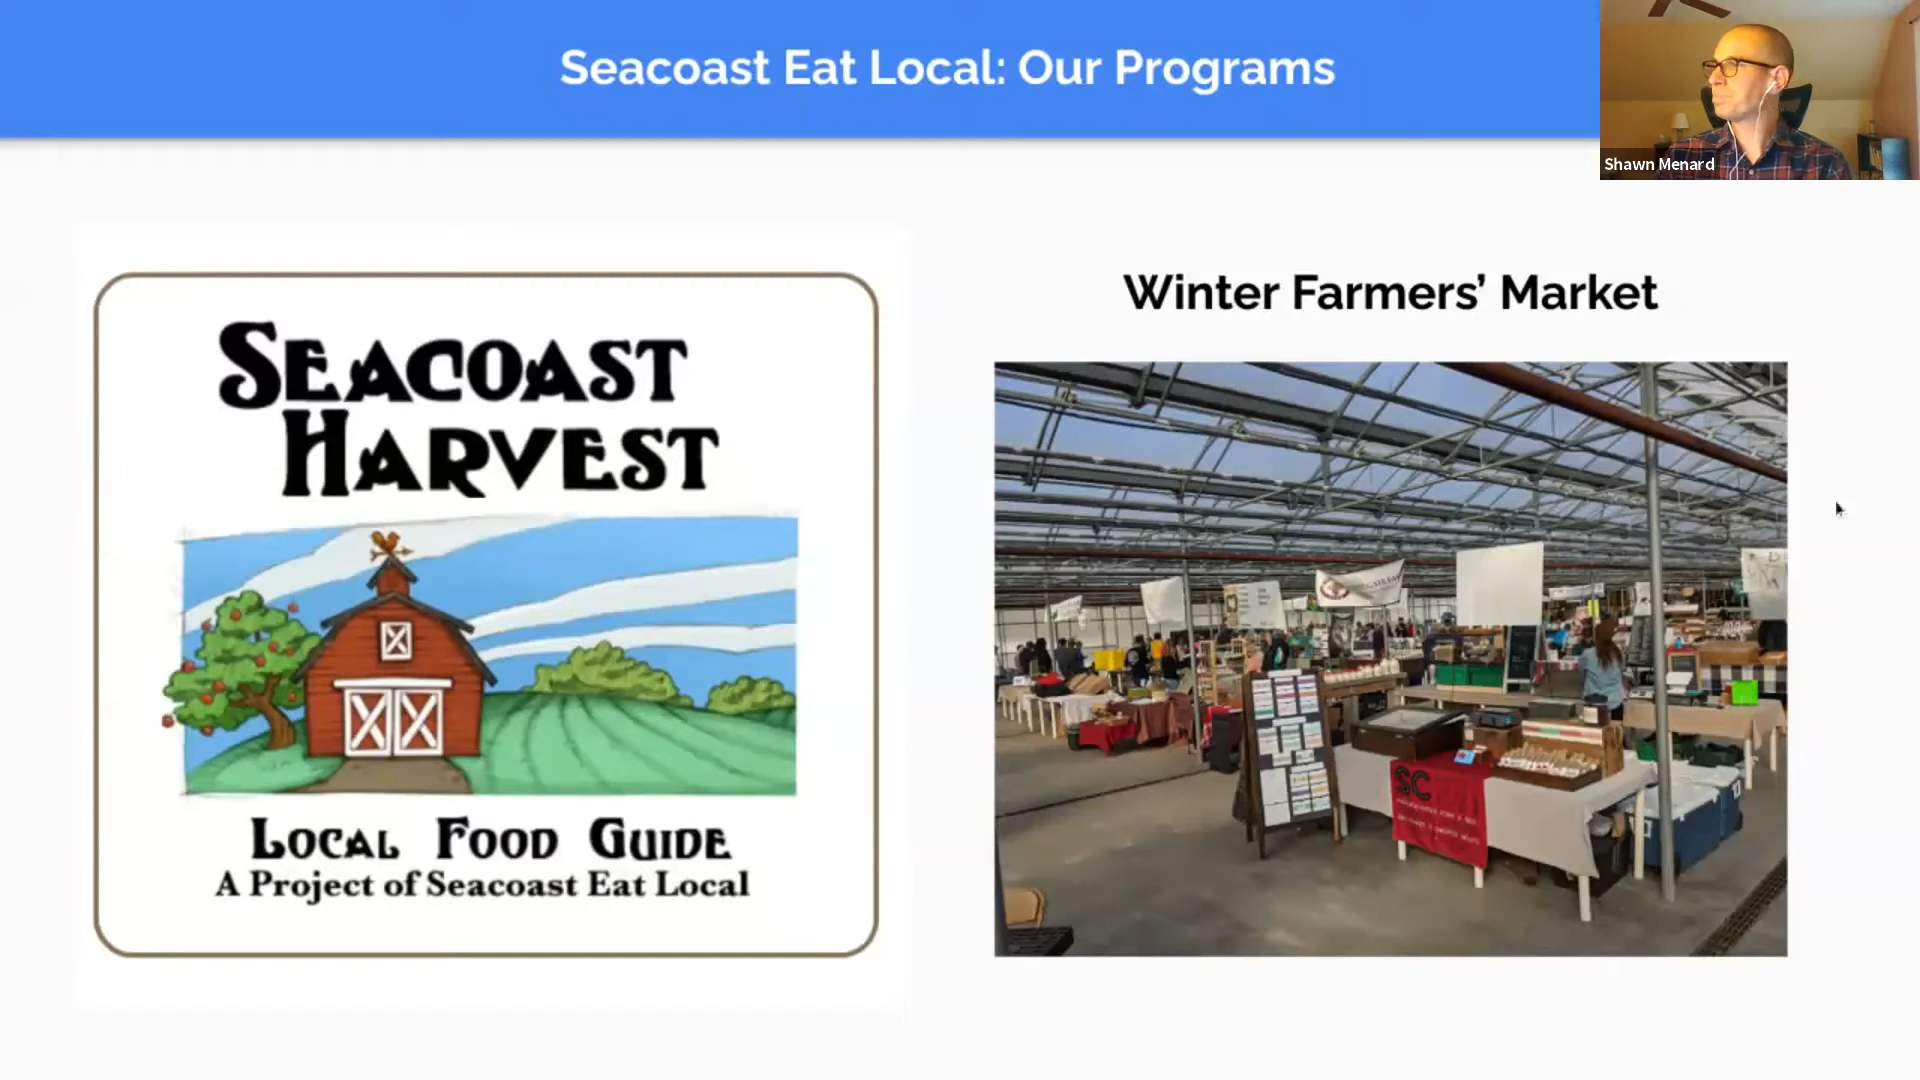 Seacoast Eat Local: Our Programs
Shawn Menard
SEACOAST
HARVEST
LOCAL FOOD GUIDE
A Project of Seacoast Eat Local
Winter Farmers’ Market
SC